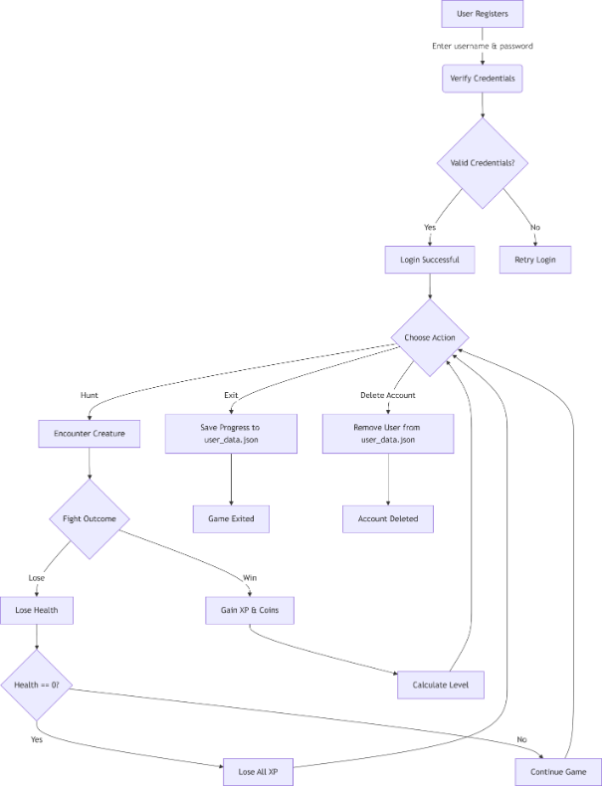 User Registers
Enter username & password
Verify Credentials
Valid Credentials?
Yes
No
Login Successful
Retry Login
Choose Action
Hunt
Exit
Delete Account
Encounter Creature
Save Progress to
user_data.json
Remove User from
user_data.json
Fight Outcome
Game Exited
Account Deleted
Lose
Win
Lose Health
Gain XP & Coins
Health == 0?
Calculate Level
Yes
No
Lose All XP
Continue Game